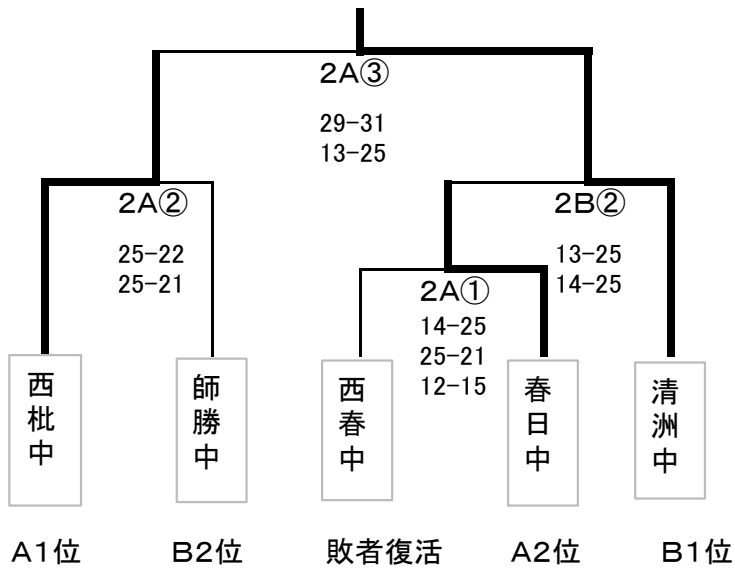 2A③
29-31
13-25
2A②
25-22
25-21
2B②
13-25
14-25
2A①
14-25
25-21
12-15
西枇中
師勝中
西春中
春日中
清洲中
A1位
B2位
敗者復活
A2位
B1位